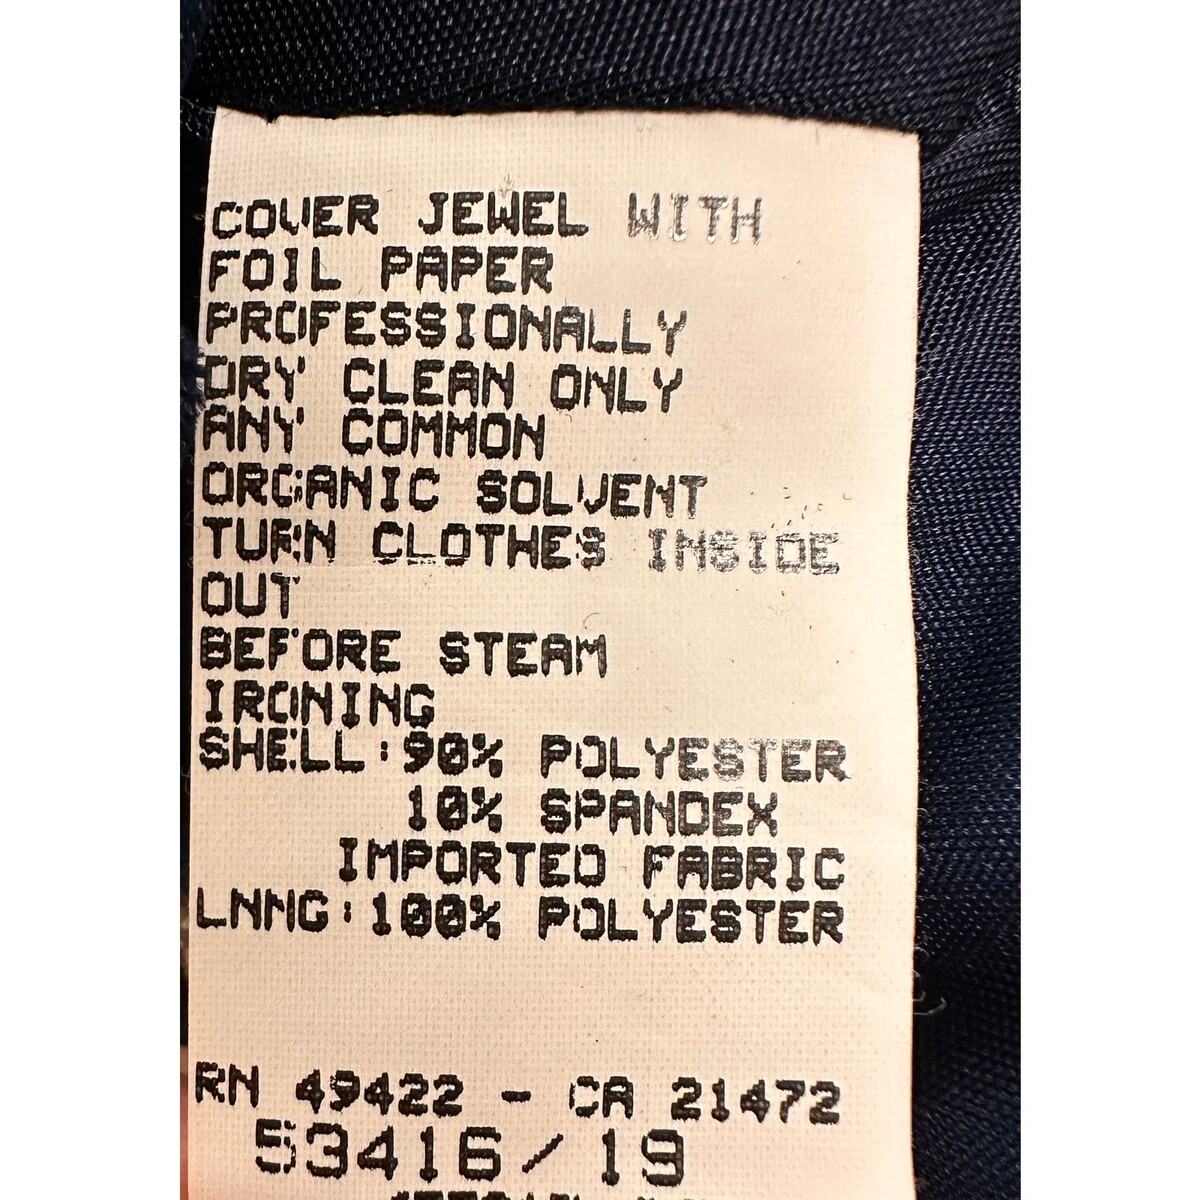 COVER JEWEL WITH
FOIL PAPER
PROFESSIONALLY
DRY CLEAN ONLY
ANY COMMON
ORGANIC SOLVENT
TURN CLOTHES INSIDE
OUT
BEFORE STEAM
IRONING
SHELL:90% POLYESTER
10% SPANDEX
IMPORTED FABRIC
LNNG:100% POLYESTER
RN 49422 - CA 21472
53416/19